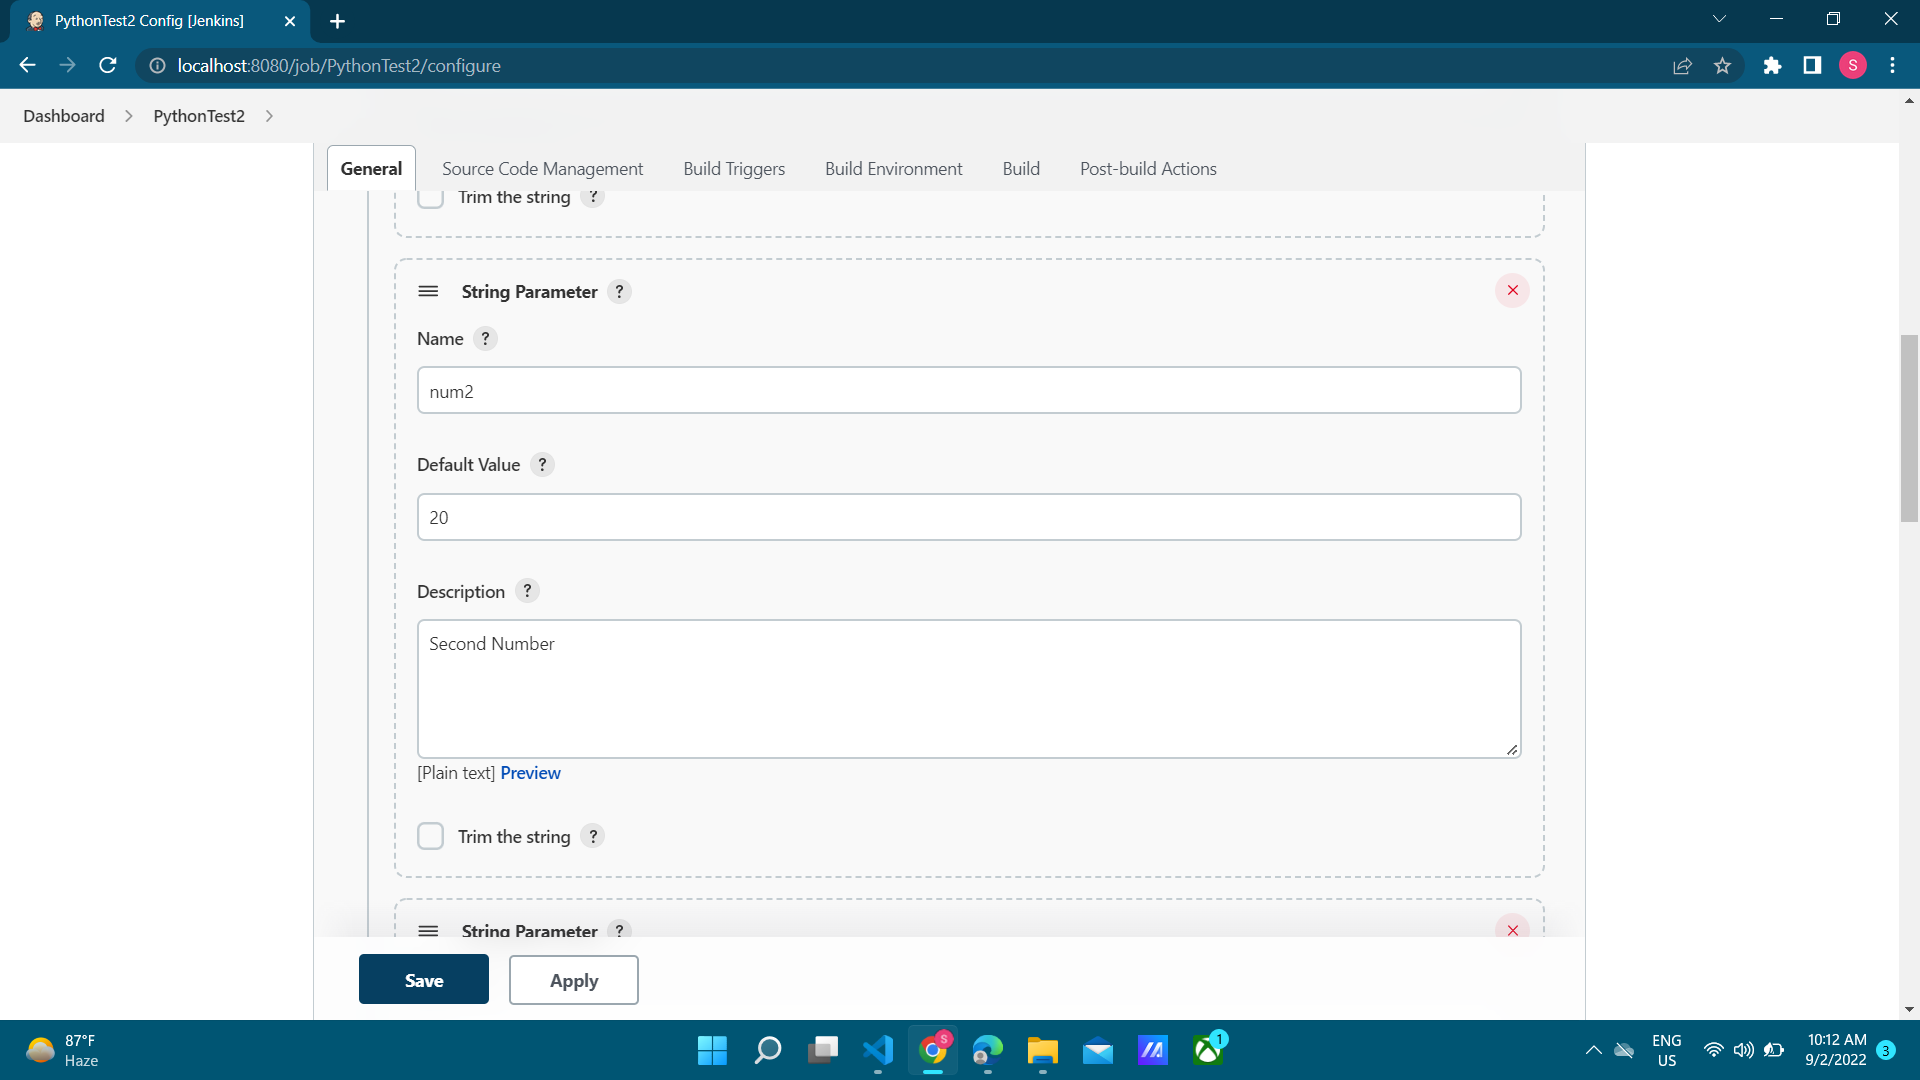 PythonTest2 Config [Jenkins]
localhost:8080/job/PythonTest2/configure
S
Dashboard
PythonTest2
General
Source Code Management
Build Triggers
Build Environment
Build
Post-build Actions
Trim the string ?
String Parameter ?
Name ?
num2
Default Value ?
20
Description ?
Second Number
[Plain text] Preview
Trim the string ?
String Parameter ?
Save
Apply
87°F
Haze
S
1
ENG
US
10:12 AM
9/2/2022
3